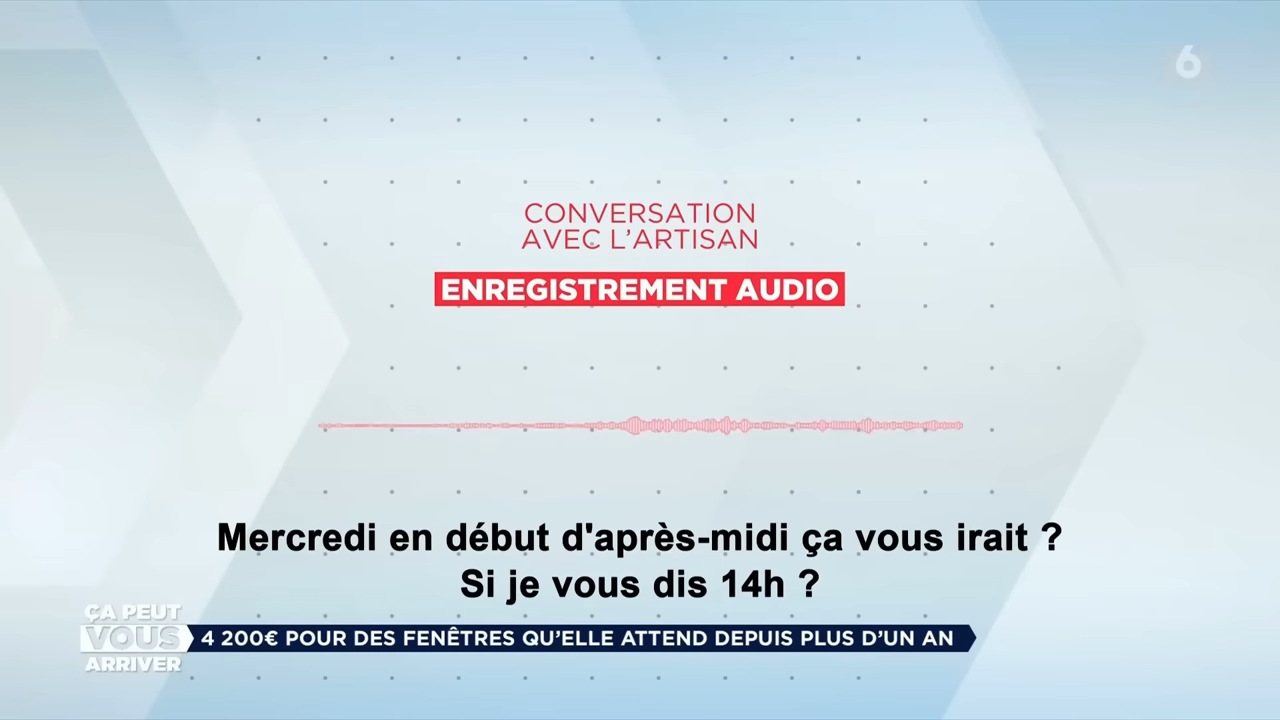 6
CONVERSATION
AVEC L'ARTISAN
ENREGISTREMENT AUDIO
Mercredi en début d'après-midi ça vous irait ?
Si je vous dis 14h ?
ÇA PEUT
VOUS
ARRIVER
4 200€ POUR DES FENÊTRES QU'ELLE ATTEND DEPUIS PLUS D'UN AN